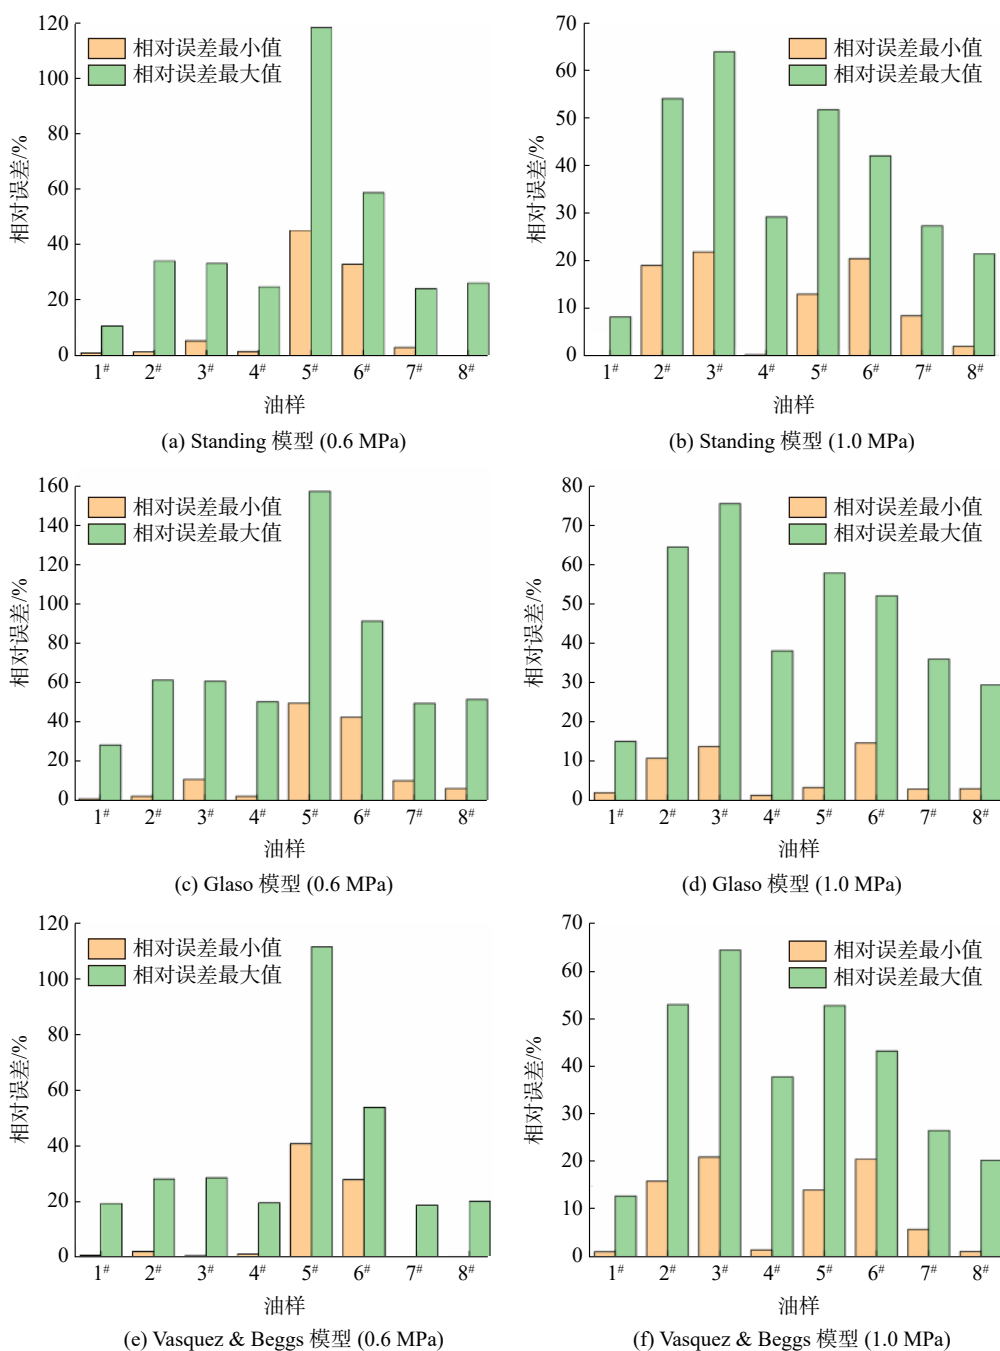 120
100
80
60
40
20
0
相对误差/%
相对误差最小值
相对误差最大值
1# 2# 3# 4# 5# 6# 7# 8#
油样
(a) Standing 模型 (0.6 MPa)
70
60
50
40
30
20
10
0
相对误差/%
相对误差最小值
相对误差最大值
1# 2# 3# 4# 5# 6# 7# 8#
油样
(b) Standing 模型 (1.0 MPa)
160
140
120
100
80
60
40
20
0
相对误差/%
相对误差最小值
相对误差最大值
1# 2# 3# 4# 5# 6# 7# 8#
油样
(c) Glaso 模型 (0.6 MPa)
80
70
60
50
40
30
20
10
0
相对误差/%
相对误差最小值
相对误差最大值
1# 2# 3# 4# 5# 6# 7# 8#
油样
(d) Glaso 模型 (1.0 MPa)
120
100
80
60
40
20
0
相对误差/%
相对误差最小值
相对误差最大值
1# 2# 3# 4# 5# 6# 7# 8#
油样
(e) Vasquez & Beggs 模型 (0.6 MPa)
70
60
50
40
30
20
10
0
相对误差/%
相对误差最小值
相对误差最大值
1# 2# 3# 4# 5# 6# 7# 8#
油样
(f) Vasquez & Beggs 模型 (1.0 MPa)